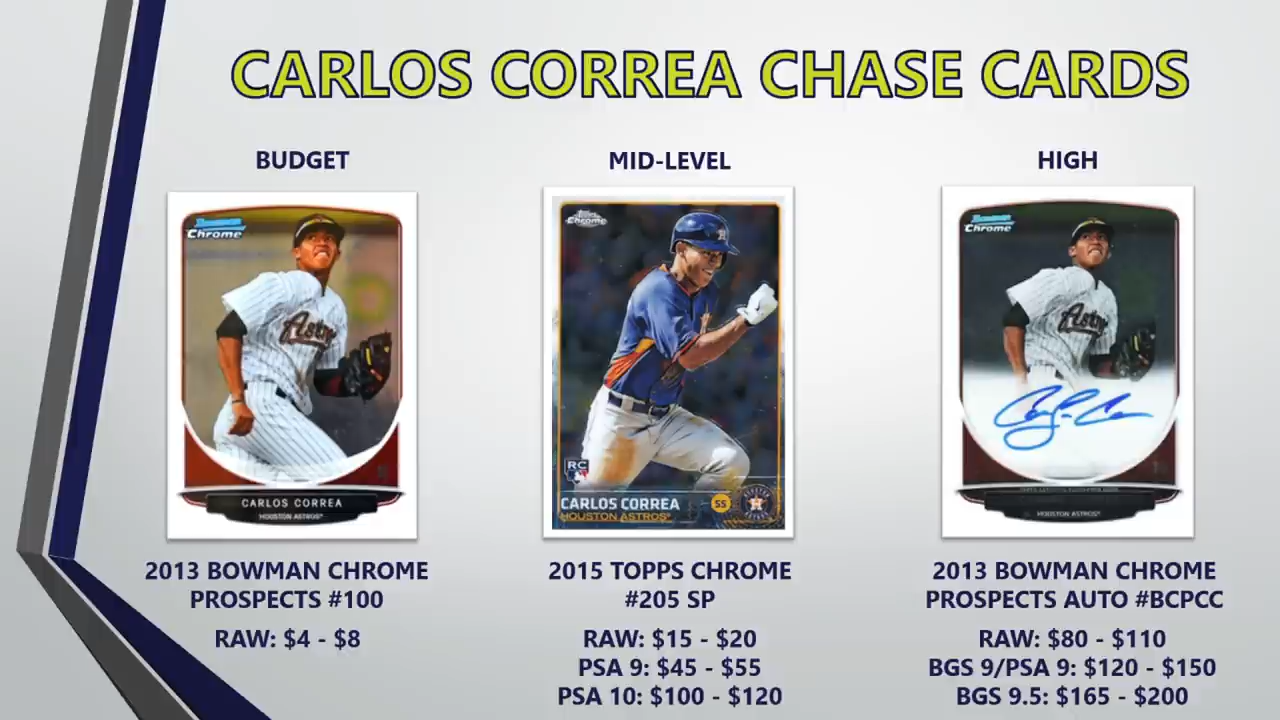 CARLOS CORREA CHASE CARDS
BUDGET
Bowman
Chrome
Astros
CARLOS CORREA
HOUSTON ASTROS®
2013 BOWMAN CHROME
PROSPECTS #100
RAW: $4 - $8
MID-LEVEL
Topps
Chrome
H
RC
CARLOS CORREA
SS
HOUSTON ASTROS®
2015 TOPPS CHROME
#205 SP
RAW: $15 - $20
PSA 9: $45 - $55
PSA 10: $100 - $120
HIGH
Bowman
Chrome
Astros
HOUSTON ASTROS®
2013 BOWMAN CHROME
PROSPECTS AUTO #BCPCC
RAW: $80 - $110
BGS 9/PSA 9: $120 - $150
BGS 9.5: $165 - $200